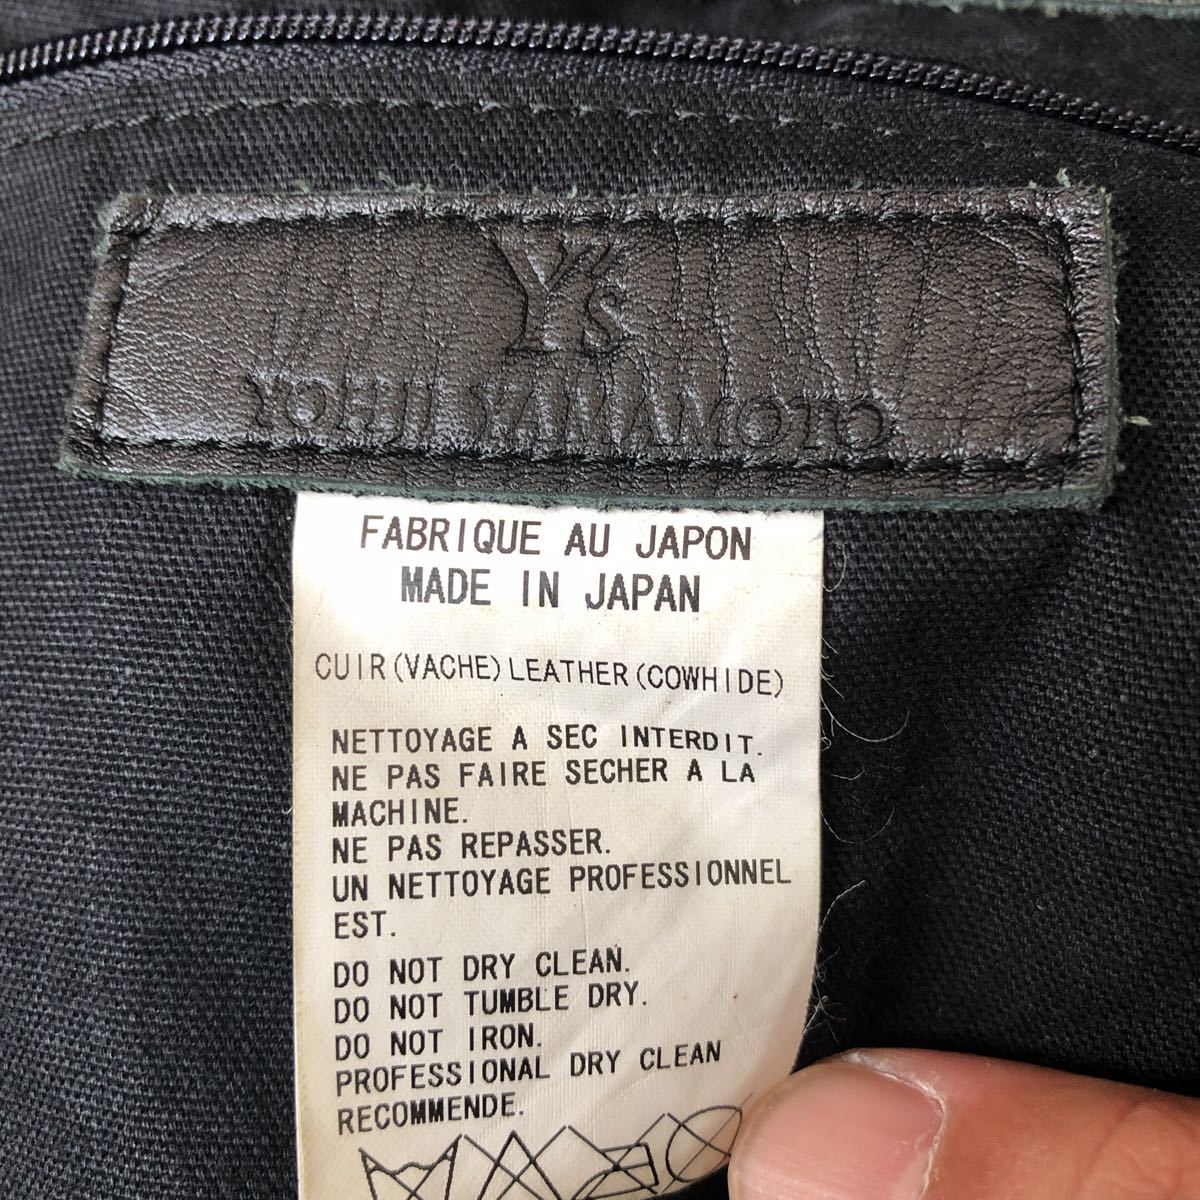 Y's
YOHJI YAMAMOTO
FABRIQUE AU JAPON
MADE IN JAPAN
CUIR(VACHE)LEATHER(COWHIDE)
NETTOYAGE A SEC INTERDIT.
NE PAS FAIRE SECHER A LA
MACHINE.
NE PAS REPASSER.
UN NETTOYAGE PROFESSIONNEL
EST.
DO NOT DRY CLEAN.
DO NOT TUMBLE DRY.
DO NOT IRON.
PROFESSIONAL DRY CLEAN
RECOMMENDE.